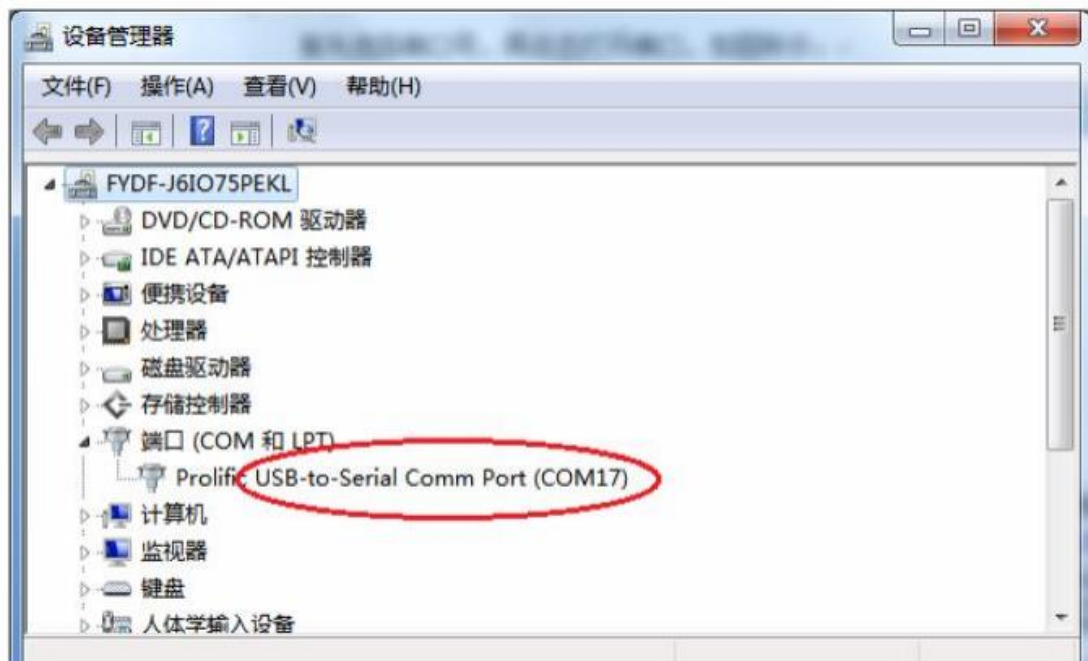 设备管理器
文件(F) 操作(A) 查看(V) 帮助(H)
FYDF-J6IO75PEKL
DVD/CD-ROM 驱动器
IDE ATA/ATAPI 控制器
便携设备
处理器
磁盘驱动器
存储控制器
端口 (COM 和 LPT)
Prolific USB-to-Serial Comm Port (COM17)
计算机
监视器
键盘
人体学输入设备